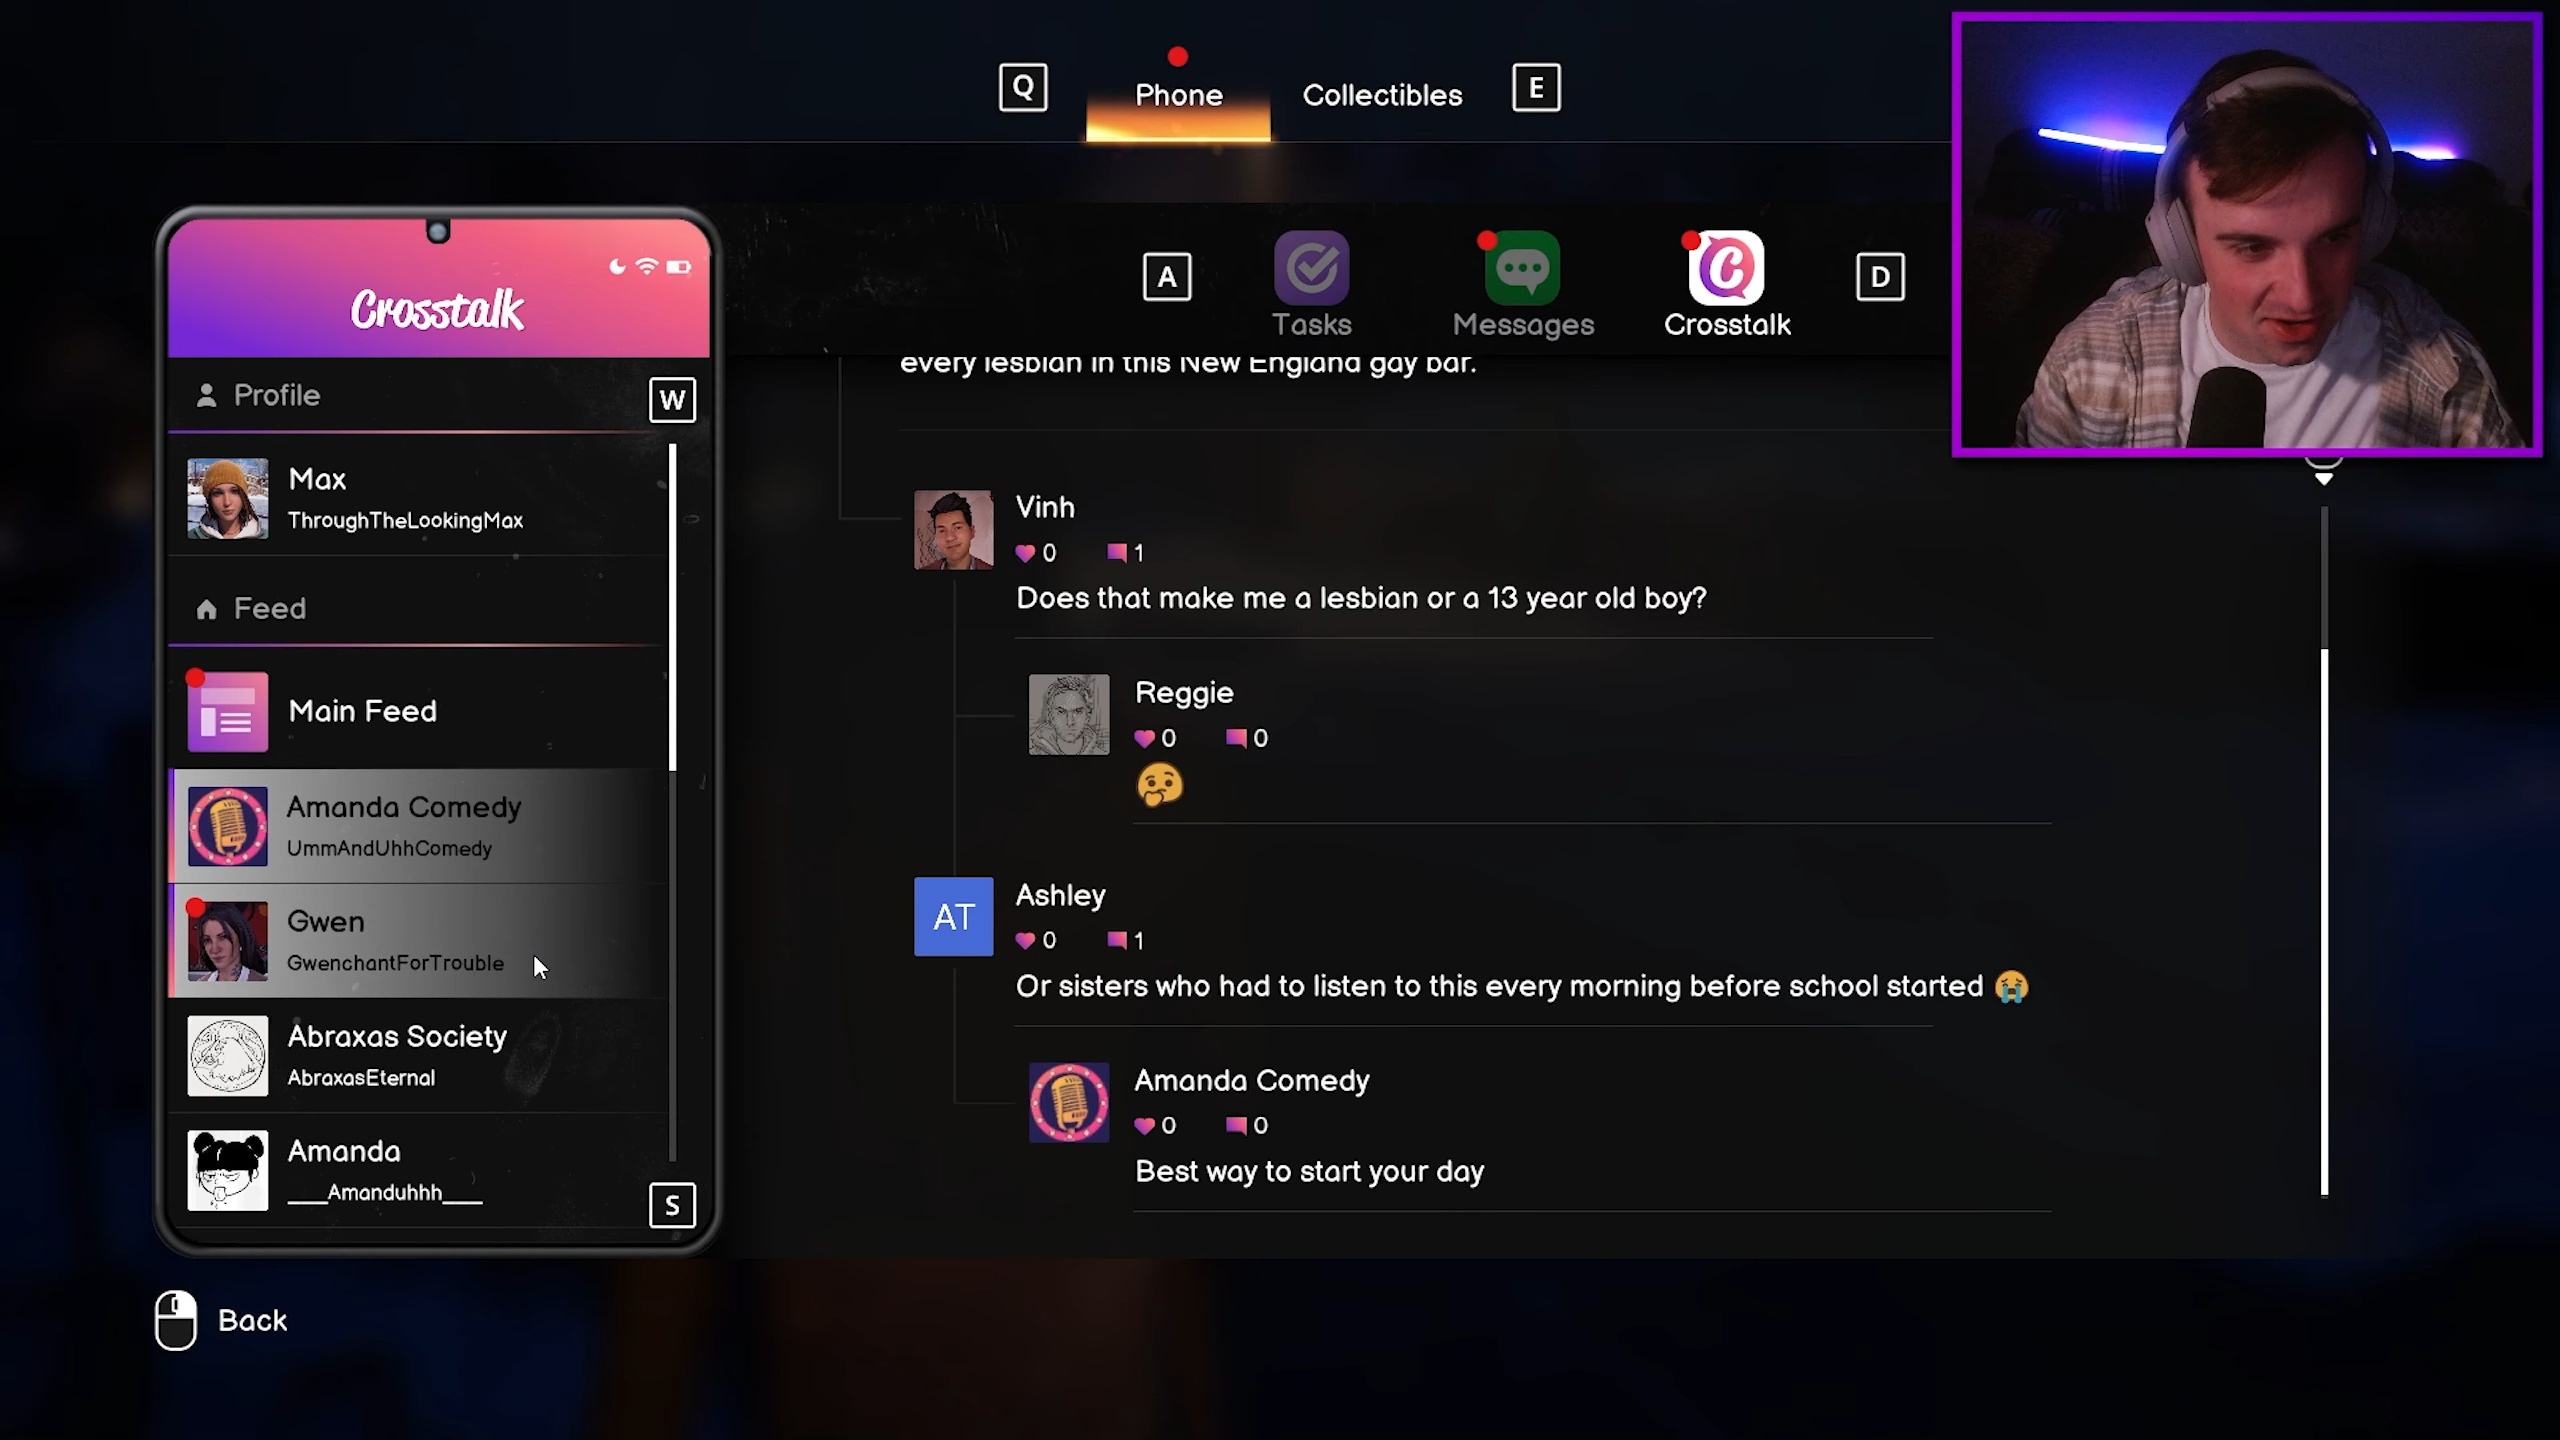 Q
Phone
Collectibles
E
Crosstalk
A
Tasks
Messages
Crosstalk
D
Profile
W
Max
ThroughTheLookingMax
Feed
Main Feed
Amanda Comedy
UmmAndUhhComedy
Gwen
GwenchantForTrouble
Abraxas Society
AbraxasEternal
Amanda
___Amanduhhh___
S
every lesbian in this New England gay bar.
Vinh
0 1
Does that make me a lesbian or a 13 year old boy?
Reggie
0 0
🤔
AT
Ashley
0 1
Or sisters who had to listen to this every morning before school started 😭
Amanda Comedy
0 0
Best way to start your day
Back